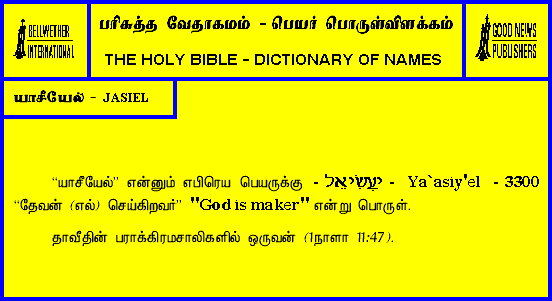 BELLWETHER
INTERNATIONAL
பரிசுத்த வேதாகமம் - பெயர் பொருள்விளக்கம்
THE HOLY BIBLE - DICTIONARY OF NAMES
GOOD NEWS
PUBLISHERS
யாசீயேல் - JASIEL
“யாசீயேல்” என்னும் எபிரெய பெயருக்கு - יַעֲשִׂיאֵל - Ya`asiy'el - 3300
“தேவன் (எல்) செய்கிறவர்” "God is maker" என்று பொருள்.
தாவீதின் பராக்கிரமசாலிகளில் ஒருவன் (1நாளா 11:47).